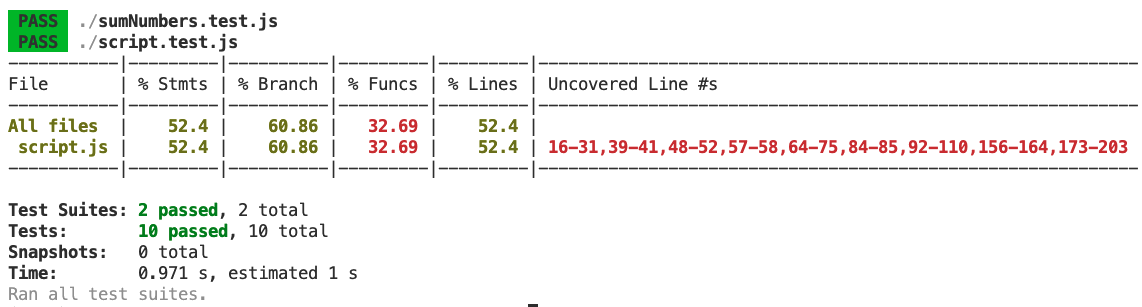 PASS ./sumNumbers.test.js
PASS ./script.test.js
-----------|---------|----------|---------|---------|------------------------------------------------------------
File       | % Stmts | % Branch | % Funcs | % Lines | Uncovered Line #s
-----------|---------|----------|---------|---------|------------------------------------------------------------
All files  |    52.4 |    60.86 |   32.69 |    52.4 |
 script.js |    52.4 |    60.86 |   32.69 |    52.4 | 16-31,39-41,48-52,57-58,64-75,84-85,92-110,156-164,173-203
-----------|---------|----------|---------|---------|------------------------------------------------------------
Test Suites: 2 passed, 2 total
Tests:       10 passed, 10 total
Snapshots:   0 total
Time:        0.971 s, estimated 1 s
Ran all test suites.